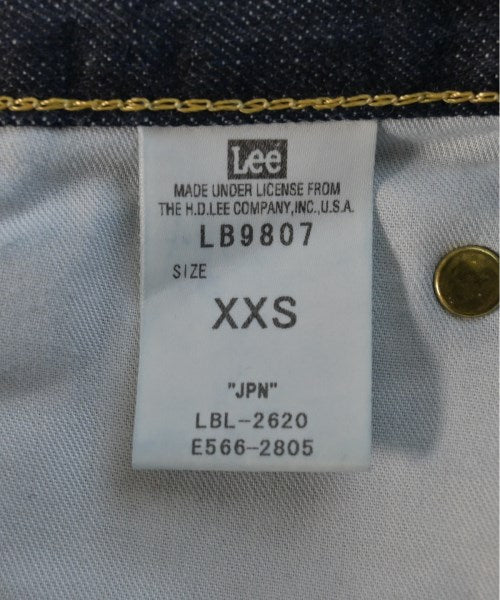 Lee
MADE UNDER LICENSE FROM
THE H.D.LEE COMPANY,INC.,U.S.A.
LB9807
SIZE
XXS
"JPN"
LBL-2620
E566-2805